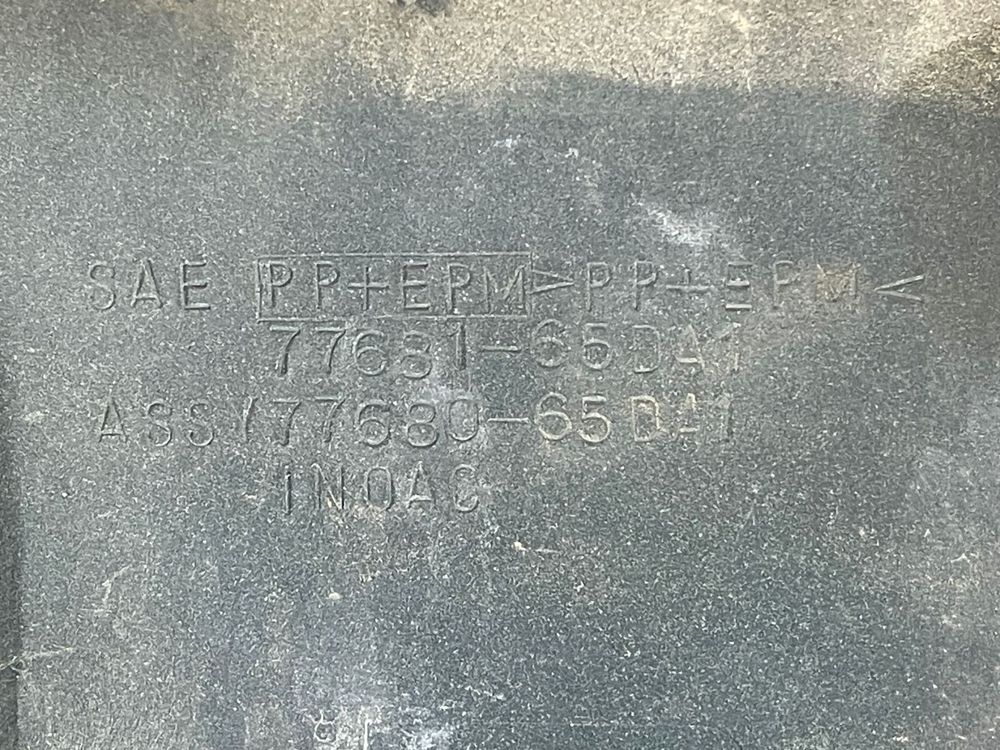 SAE PP+EPM >PP+EPM<
77681-65DA1
ASSY77680-65DA1
INOAC